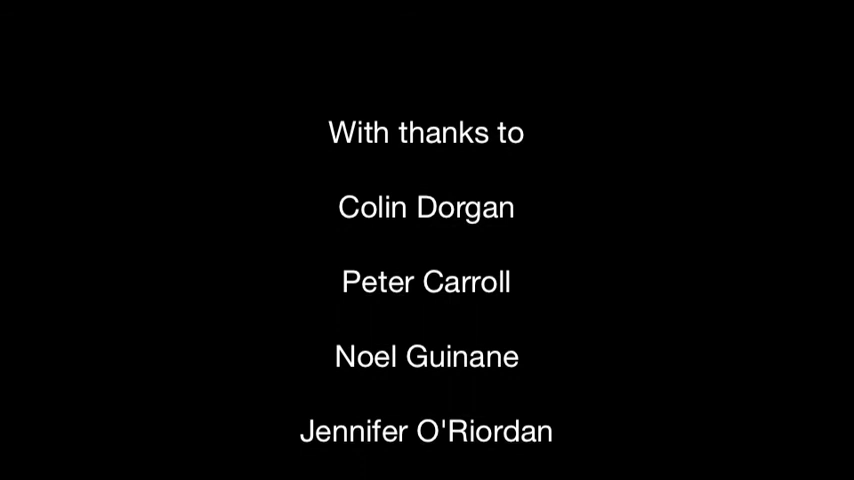 With thanks to
Colin Dorgan
Peter Carroll
Noel Guinane
Jennifer O'Riordan